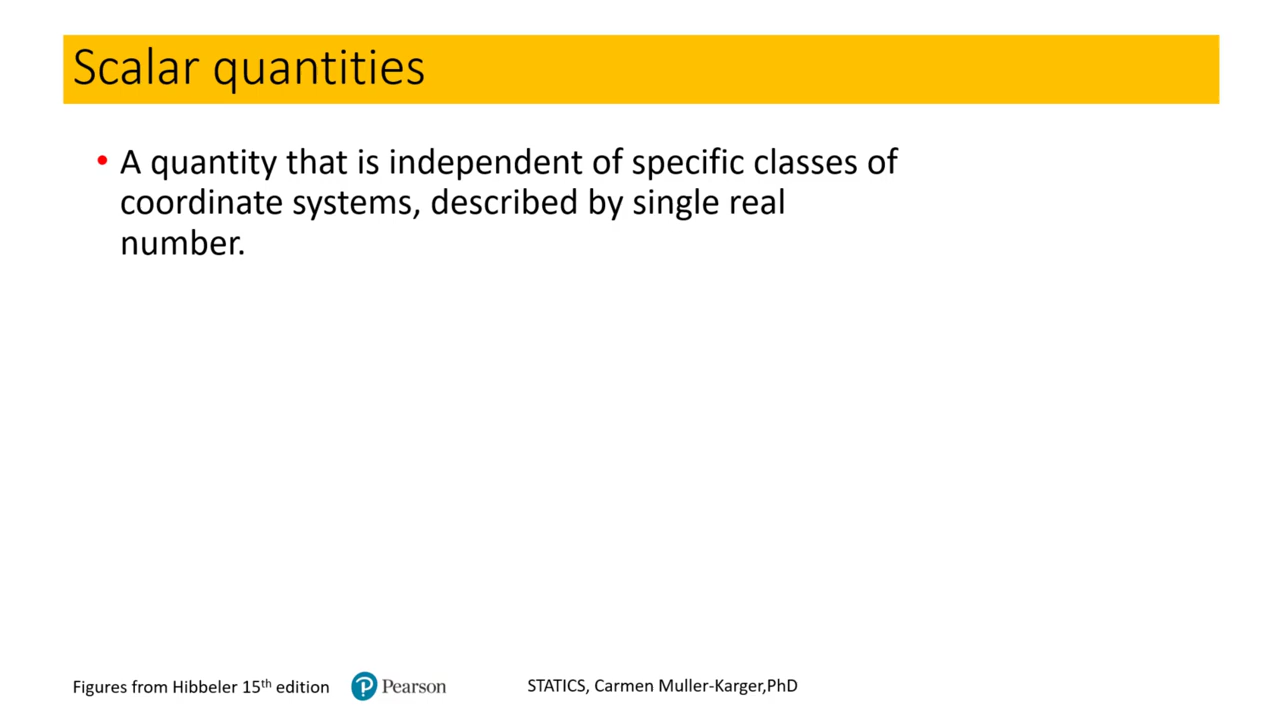 Scalar quantities
• A quantity that is independent of specific classes of
coordinate systems, described by single real
number.
Figures from Hibbeler 15th edition
Pearson
STATICS, Carmen Muller-Karger,PhD